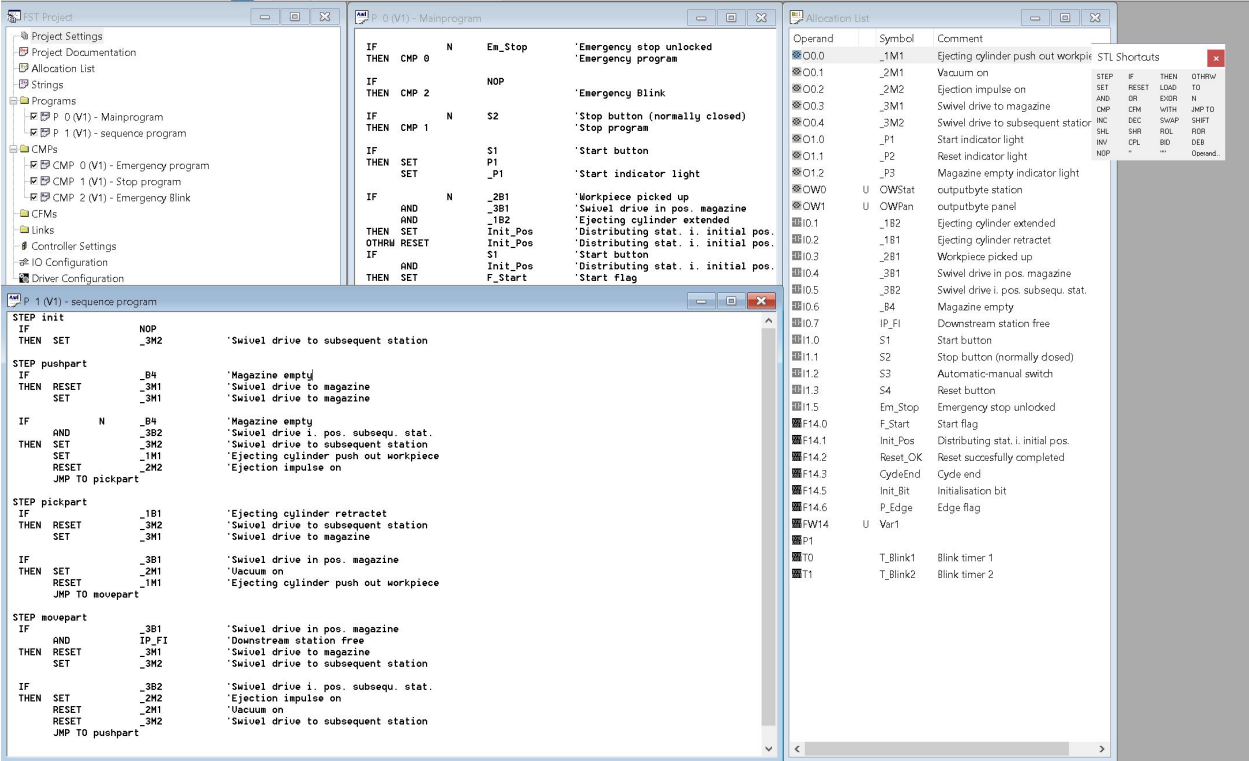 FST Project
Project Settings
Project Documentation
Allocation List
Strings
Programs
P 0 (V1) - Mainprogram
P 1 (V1) - sequence program
CMPs
CMP 0 (V1) - Emergency program
CMP 1 (V1) - Stop program
CMP 2 (V1) - Emergency Blink
CFMs
Links
Controller Settings
IO Configuration
Driver Configuration
P 0 (V1) - Mainprogram
IF N Em_Stop 'Emergency stop unlocked
THEN CMP 0 'Emergency program
IF NOP
THEN CMP 2 'Emergency Blink
IF N S2 'Stop button (normally closed)
THEN CMP 1 'Stop program
IF S1 'Start button
THEN SET P1
SET _P1 'Start indicator light
IF N _2B1 'Workpiece picked up
AND _3B1 'Swivel drive in pos. magazine
AND _1B2 'Ejecting cylinder extended
THEN SET Init_Pos 'Distributing stat. i. initial pos.
OTHRW RESET Init_Pos 'Distributing stat. i. initial pos.
IF S1 'Start button
AND Init_Pos 'Distributing stat. i. initial pos.
THEN SET F_Start 'Start flag
P 1 (V1) - sequence program
STEP init
IF NOP
THEN SET _3M2 'Swivel drive to subsequent station
STEP pushpart
IF _B4 'Magazine empty
THEN RESET _3M1 'Swivel drive to magazine
SET _3M1 'Swivel drive to magazine
IF N _B4 'Magazine empty
AND _3B2 'Swivel drive i. pos. subsequ. stat.
THEN SET _3M2 'Swivel drive to subsequent station
SET _1M1 'Ejecting cylinder push out workpiece
RESET _2M2 'Ejection impulse on
JMP TO pickpart
STEP pickpart
IF _1B1 'Ejecting cylinder retractet
THEN RESET _3M2 'Swivel drive to subsequent station
SET _3M1 'Swivel drive to magazine
IF _3B1 'Swivel drive in pos. magazine
THEN SET _2M1 'Vacuum on
RESET _1M1 'Ejecting cylinder push out workpiece
JMP TO movepart
STEP movepart
IF _3B1 'Swivel drive in pos. magazine
AND IP_FI 'Downstream station free
THEN RESET _3M1 'Swivel drive to magazine
SET _3M2 'Swivel drive to subsequent station
IF _3B2 'Swivel drive i. pos. subsequ. stat.
THEN SET _2M2 'Ejection impulse on
RESET _2M1 'Vacuum on
RESET _3M2 'Swivel drive to subsequent station
JMP TO pushpart
Allocation List
Operand Symbol Comment
O0.0 _1M1 Ejecting cylinder push out workpie
O0.1 _2M1 Vacuum on
O0.2 _2M2 Ejection impulse on
O0.3 _3M1 Swivel drive to magazine
O0.4 _3M2 Swivel drive to subsequent station
O1.0 _P1 Start indicator light
O1.1 _P2 Reset indicator light
O1.2 _P3 Magazine empty indicator light
OW0 U OWStat outputbyte station
OW1 U OWPan outputbyte panel
I0.1 _1B2 Ejecting cylinder extended
I0.2 _1B1 Ejecting cylinder retractet
I0.3 _2B1 Workpiece picked up
I0.4 _3B1 Swivel drive in pos. magazine
I0.5 _3B2 Swivel drive i. pos. subsequ. stat.
I0.6 _B4 Magazine empty
I0.7 IP_FI Downstream station free
I1.0 S1 Start button
I1.1 S2 Stop button (normally closed)
I1.2 S3 Automatic-manual switch
I1.3 S4 Reset button
I1.5 Em_Stop Emergency stop unlocked
F14.0 F_Start Start flag
F14.1 Init_Pos Distributing stat. i. initial pos.
F14.2 Reset_OK Reset succesfully completed
F14.3 CycleEnd Cycle end
F14.5 Init_Bit Initialisation bit
F14.6 P_Edge Edge flag
FW14 U Var1
P1
T0 T_Blink1 Blink timer 1
T1 T_Blink2 Blink timer 2
STL Shortcuts
STEP IF THEN OTHRW
SET RESET LOAD TO
AND OR EXOR N
CMP CFM WITH JMP TO
INC DEC SWAP SHIFT
SHL SHR ROL ROR
INV CPL BID DEB
NOP " "" Operand..